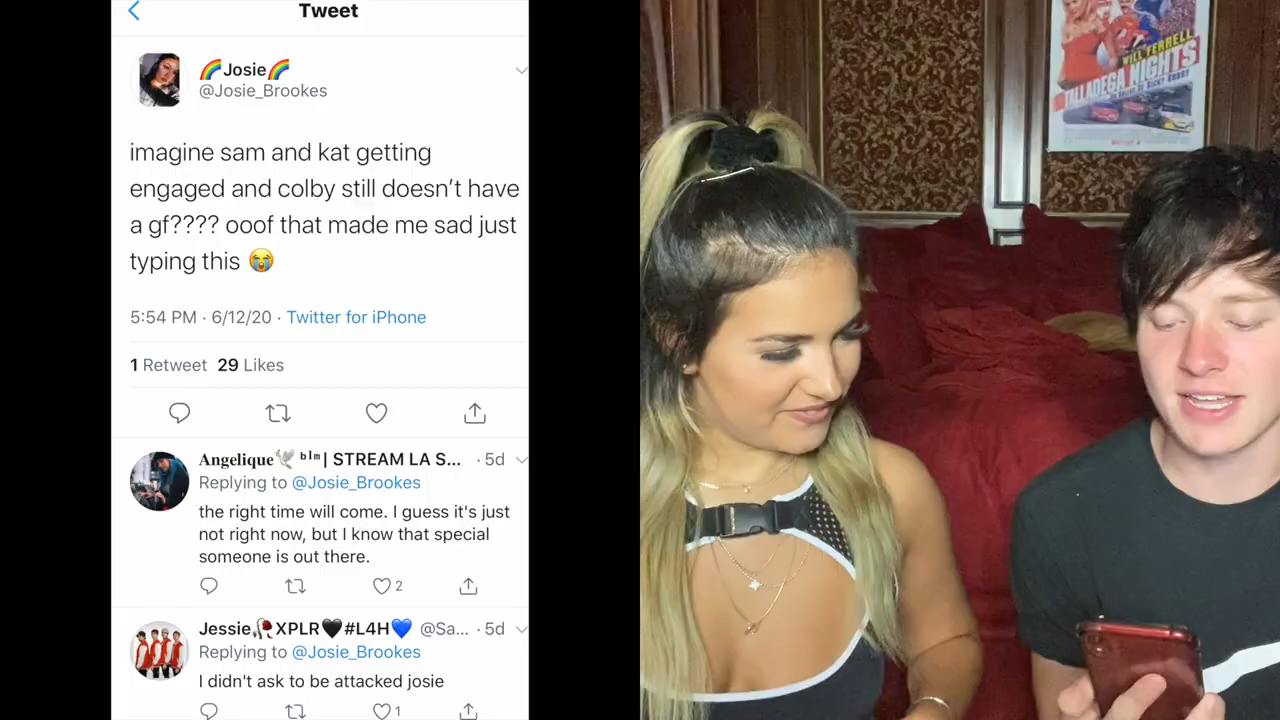 Tweet
🌈Josie🌈
@Josie_Brookes
imagine sam and kat getting
engaged and colby still doesn’t have
a gf???? ooof that made me sad just
typing this 😭
5:54 PM · 6/12/20 · Twitter for iPhone
1 Retweet 29 Likes
Angelique🕊 ᵇˡᵐ| STREAM LA S... · 5d
Replying to @Josie_Brookes
the right time will come. I guess it's just
not right now, but I know that special
someone is out there.
2
Jessie🥀XPLR🖤#L4H💙 @Sa... · 5d
Replying to @Josie_Brookes
I didn't ask to be attacked josie
1
WILL FERRELL
TALLADEGA NIGHTS